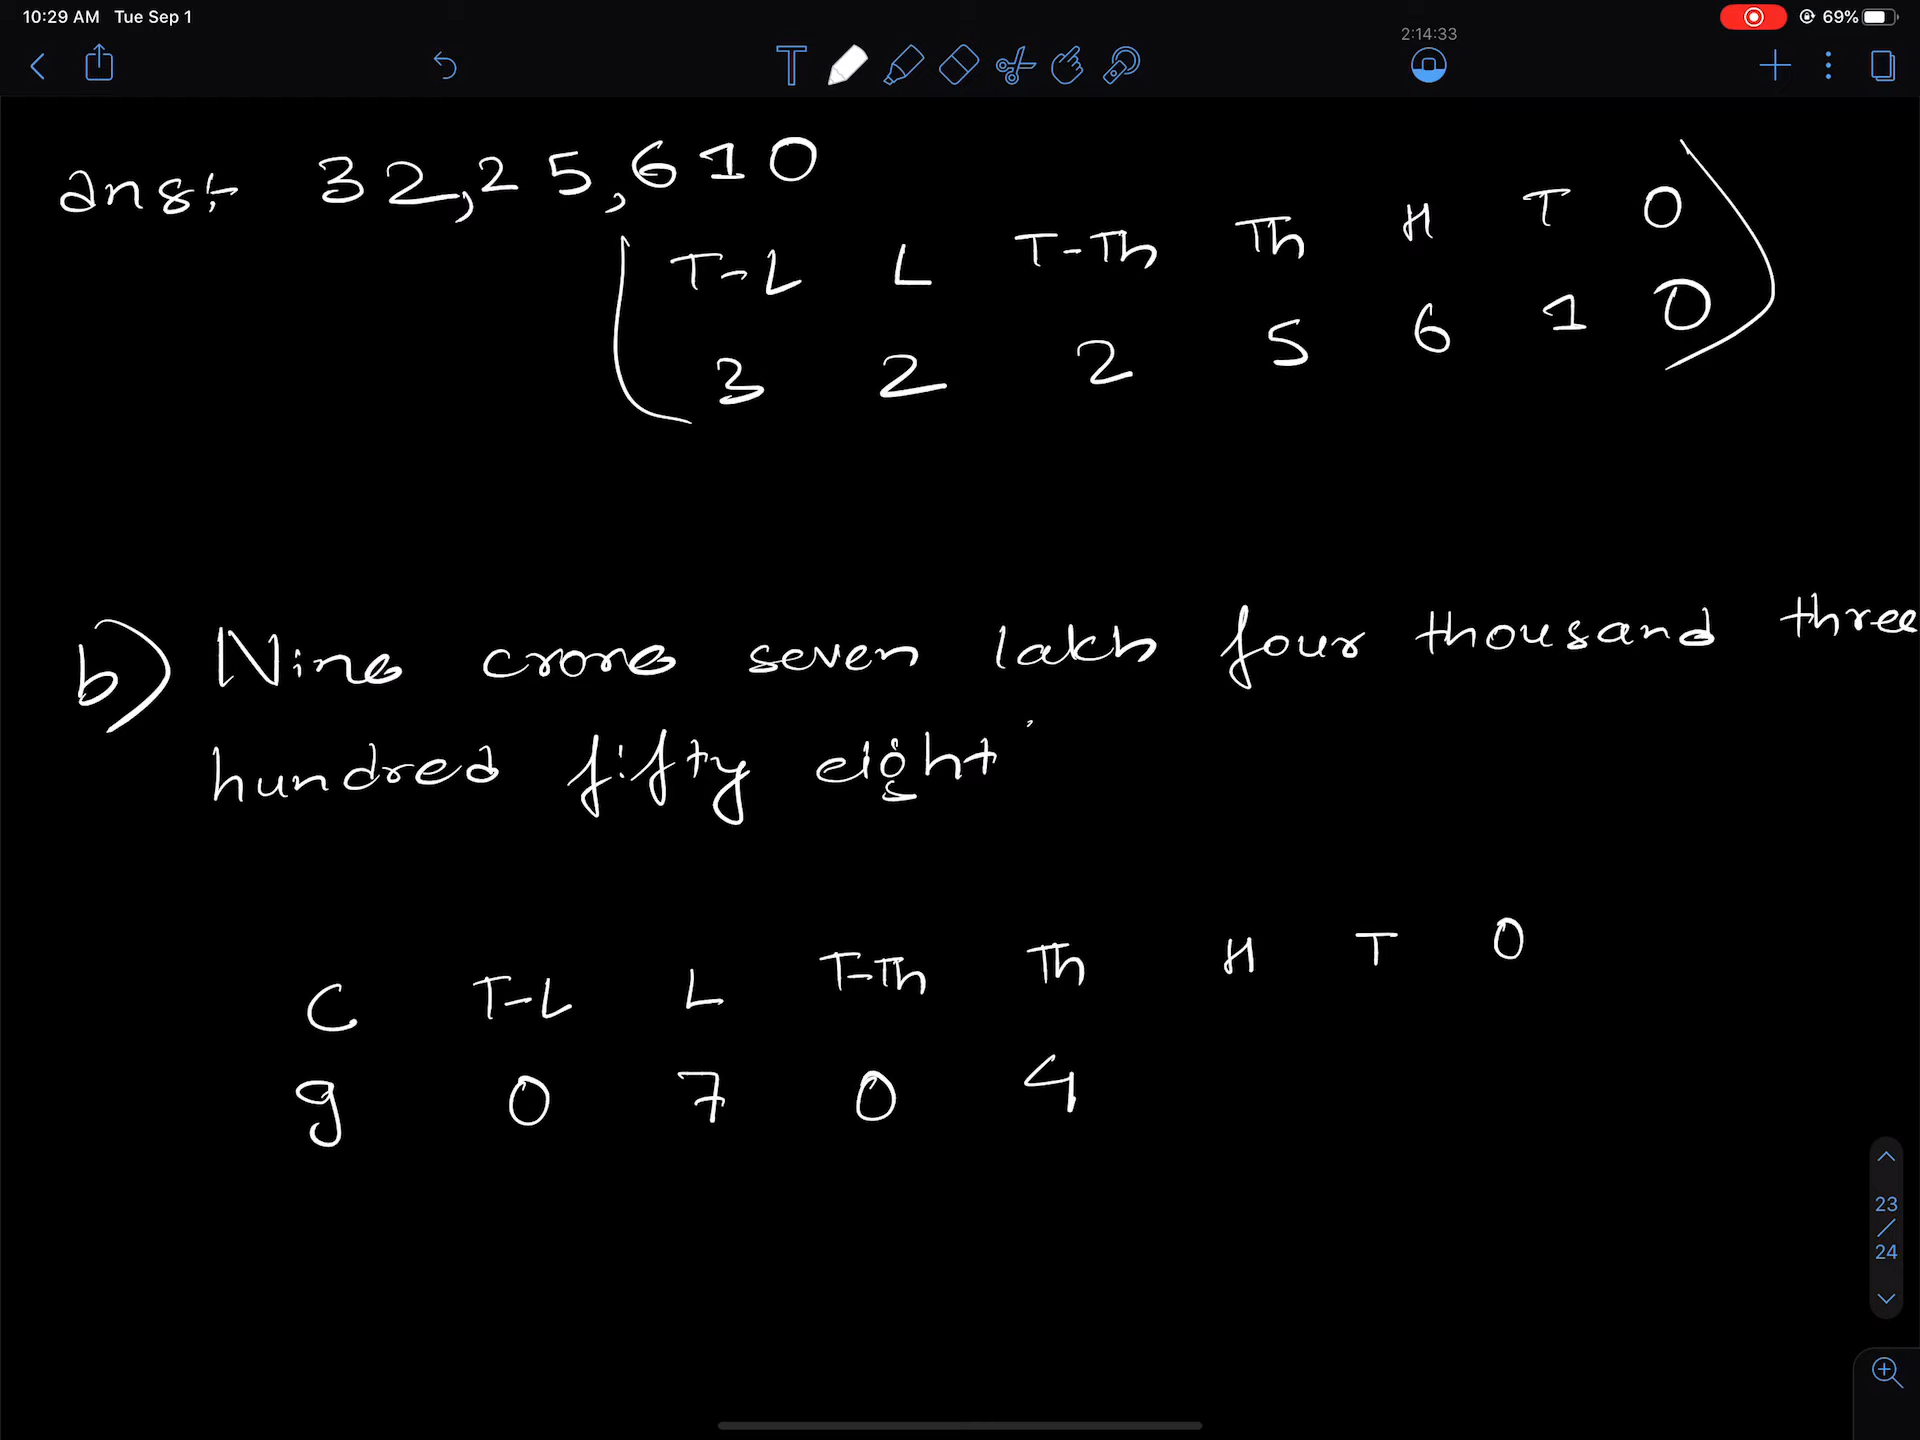 10:29 AM Tue Sep 1
69%
2:14:33
ans:- 32,25,610
T-L L T-Th Th H T O
3 2 2 5 6 1 0
b) Nine crore seven lakh four thousand three
hundred fifty eight
C T-L L T-Th Th H T O
9 0 7 0 4
23
/
24